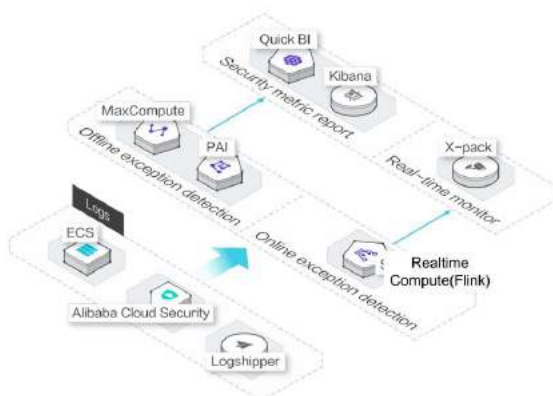 Quick BI
Kibana
Security metric report
MaxCompute
PAI
Offline exception detection
X-pack
Real-time monitor
Logs
ECS
Alibaba Cloud Security
Logshipper
Online exception detection
Realtime
Compute(Flink)